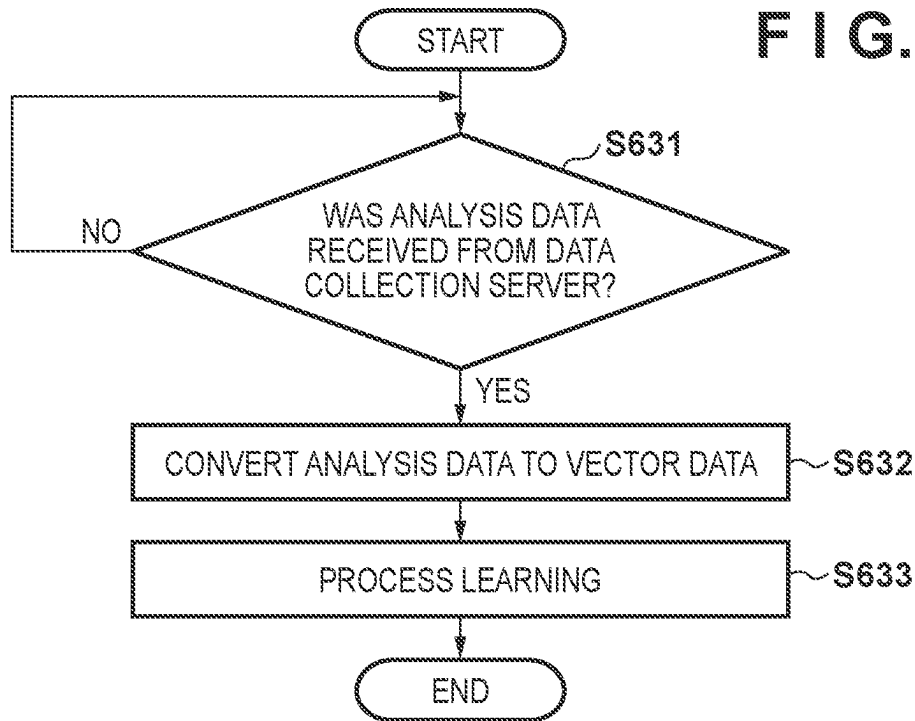 FIG.
START
S631
WAS ANALYSIS DATA
RECEIVED FROM DATA
COLLECTION SERVER?
NO
YES
CONVERT ANALYSIS DATA TO VECTOR DATA
S632
PROCESS LEARNING
S633
END